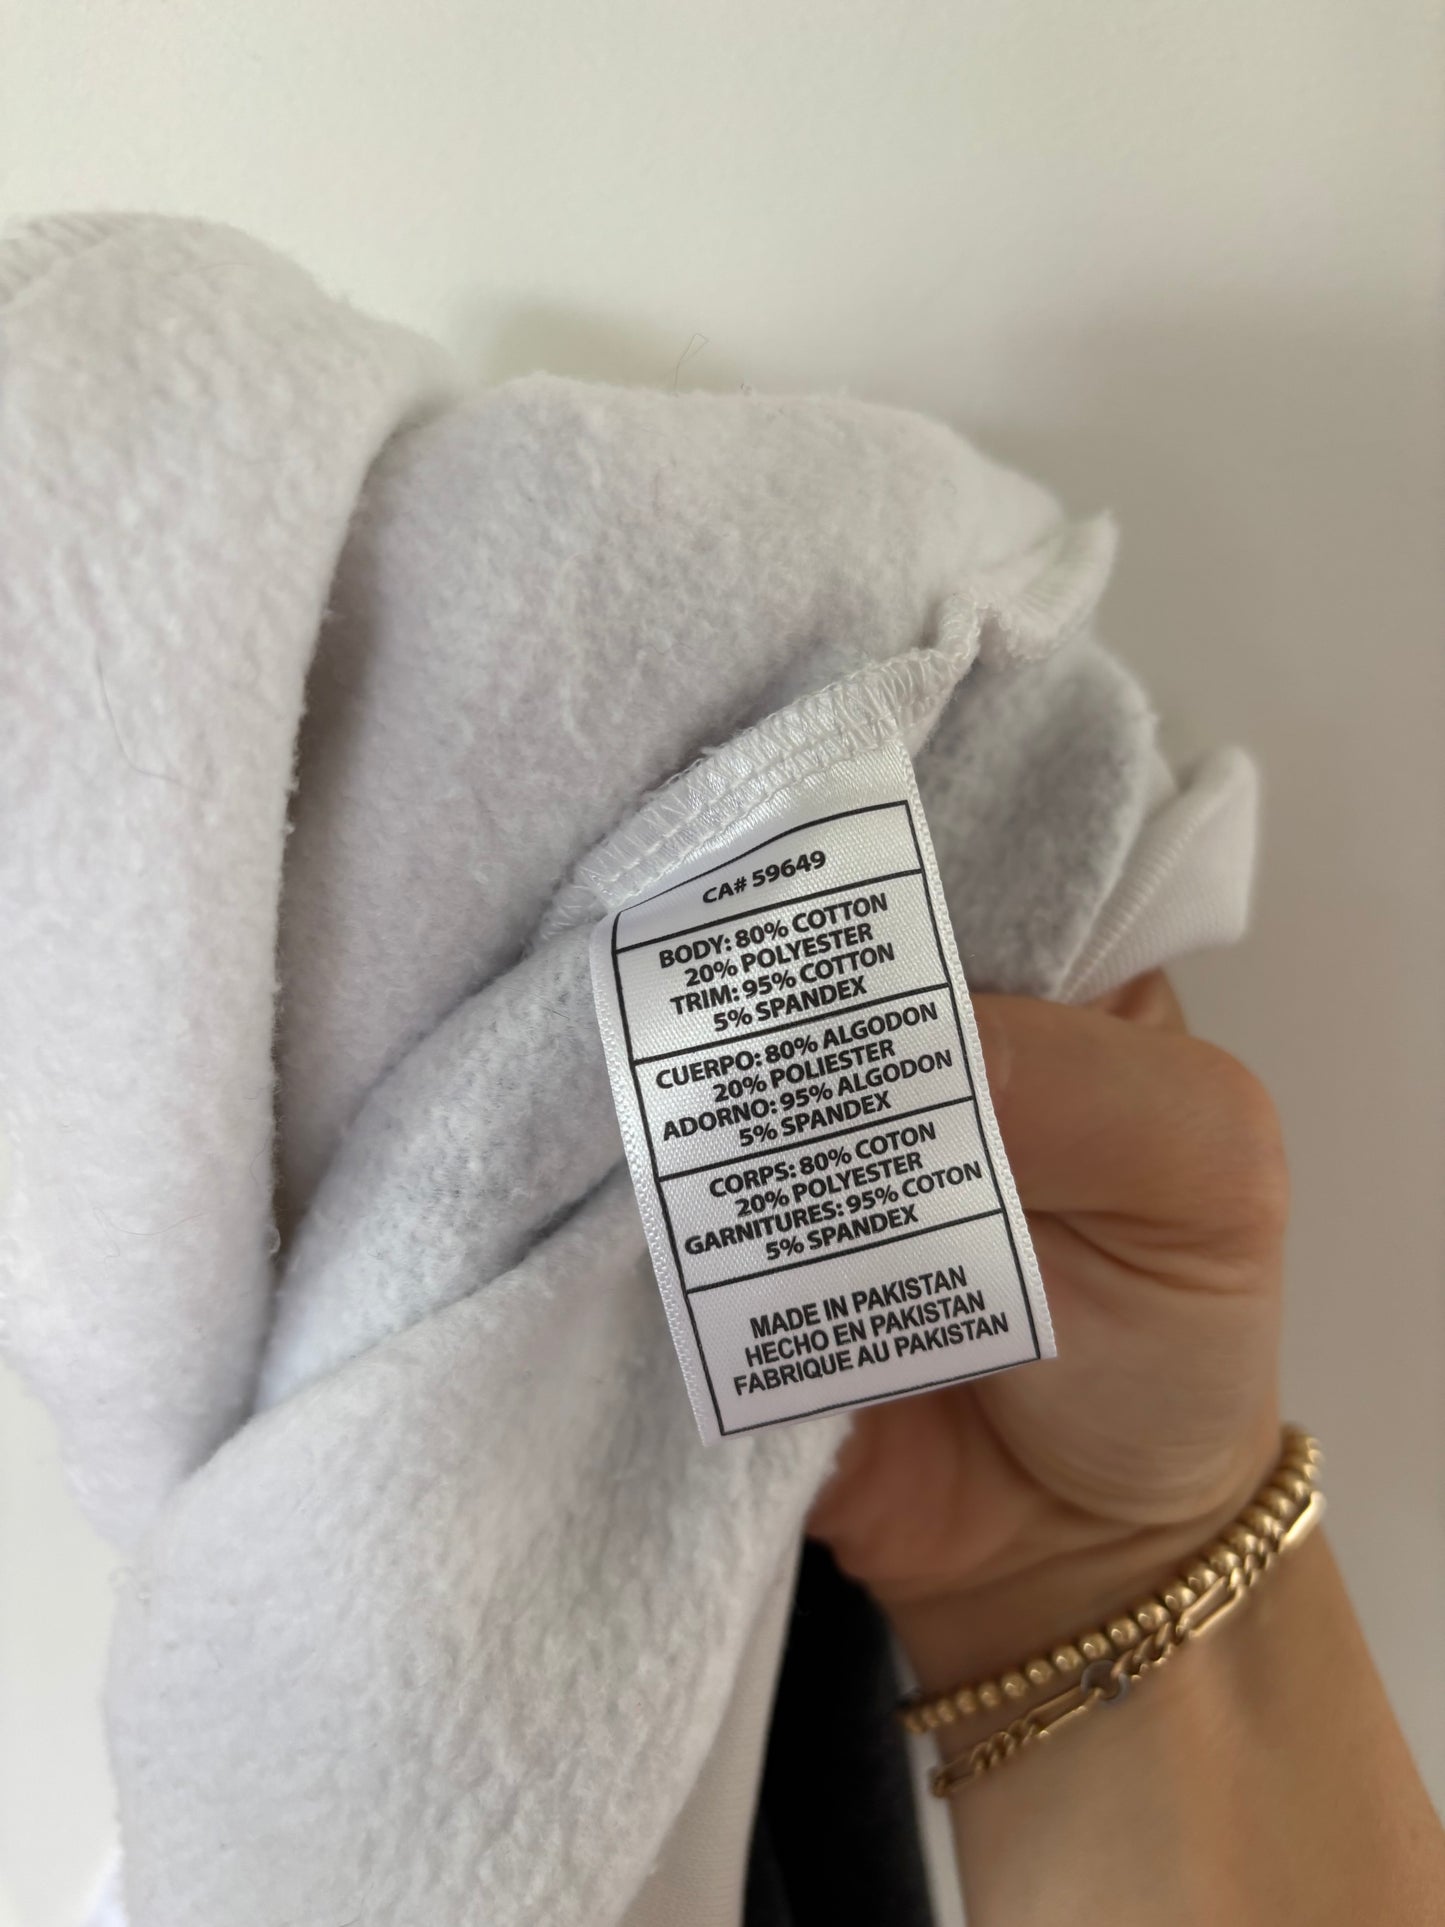 CA# 59649
BODY: 80% COTTON
20% POLYESTER
TRIM: 95% COTTON
5% SPANDEX
CUERPO: 80% ALGODON
20% POLIESTER
ADORNO: 95% ALGODON
5% SPANDEX
CORPS: 80% COTON
20% POLYESTER
GARNITURES: 95% COTON
5% SPANDEX
MADE IN PAKISTAN
HECHO EN PAKISTAN
FABRIQUE AU PAKISTAN